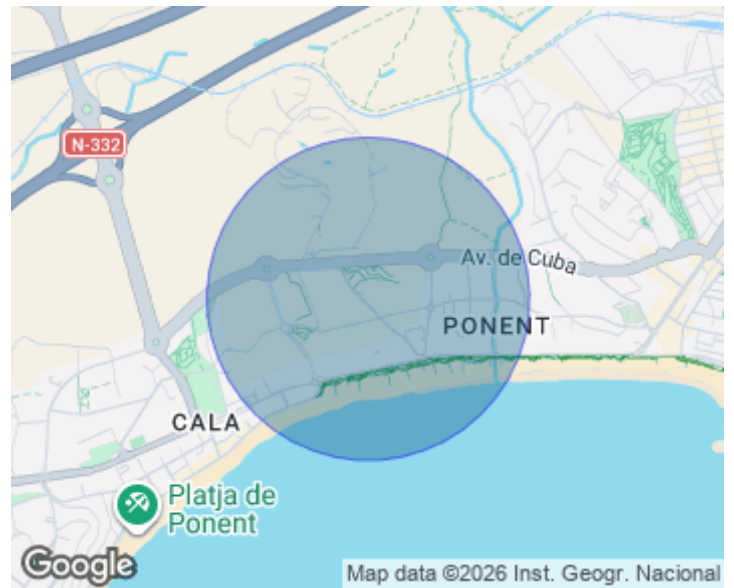 N-332
Av. de Cuba
PONENT
CALA
Platja de
Ponent
Google
Map data ©2026 Inst. Geogr. Nacional